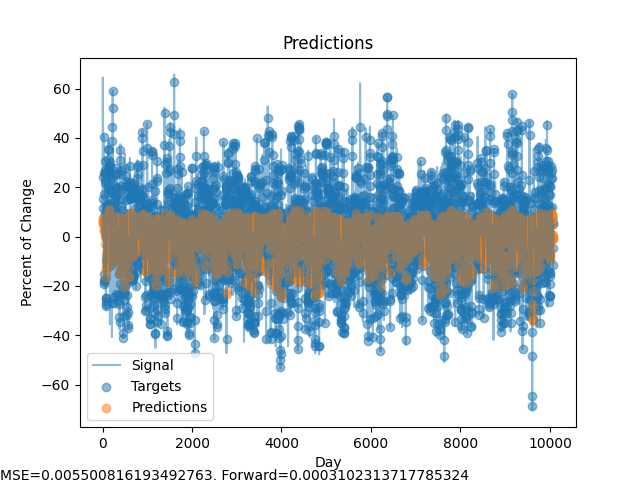 Predictions
Percent of Change
60
40
20
0
−20
−40
−60
Signal
Targets
Predictions
0 2000 4000 6000 8000 10000
Day
MSE=0.005500816193492763. Forward=0.0003102313717785324